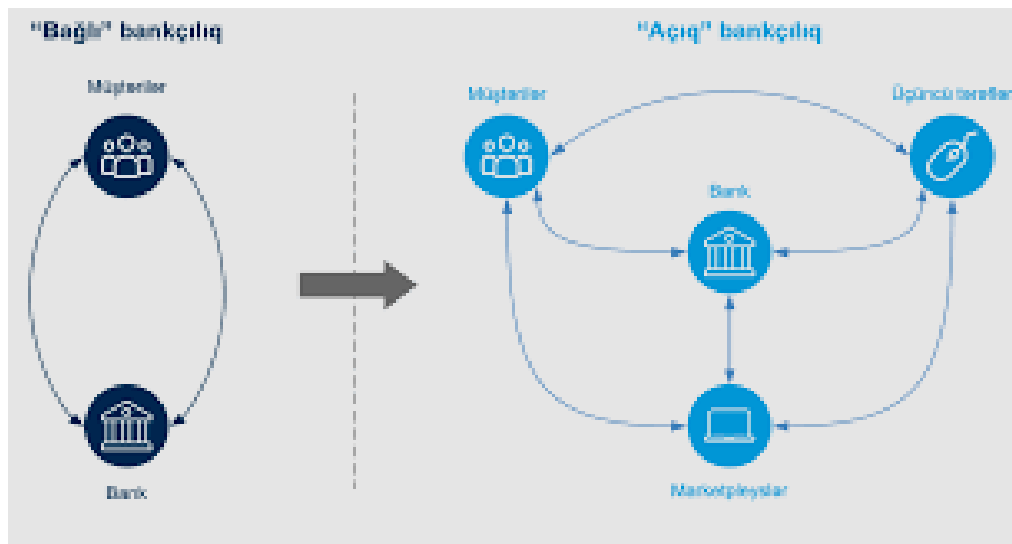 "Bağlı" bankçılıq
Müştərilər
Bank
"Açıq" bankçılıq
Müştərilər
Üçüncü tərəflər
Bank
Marketpleyslər